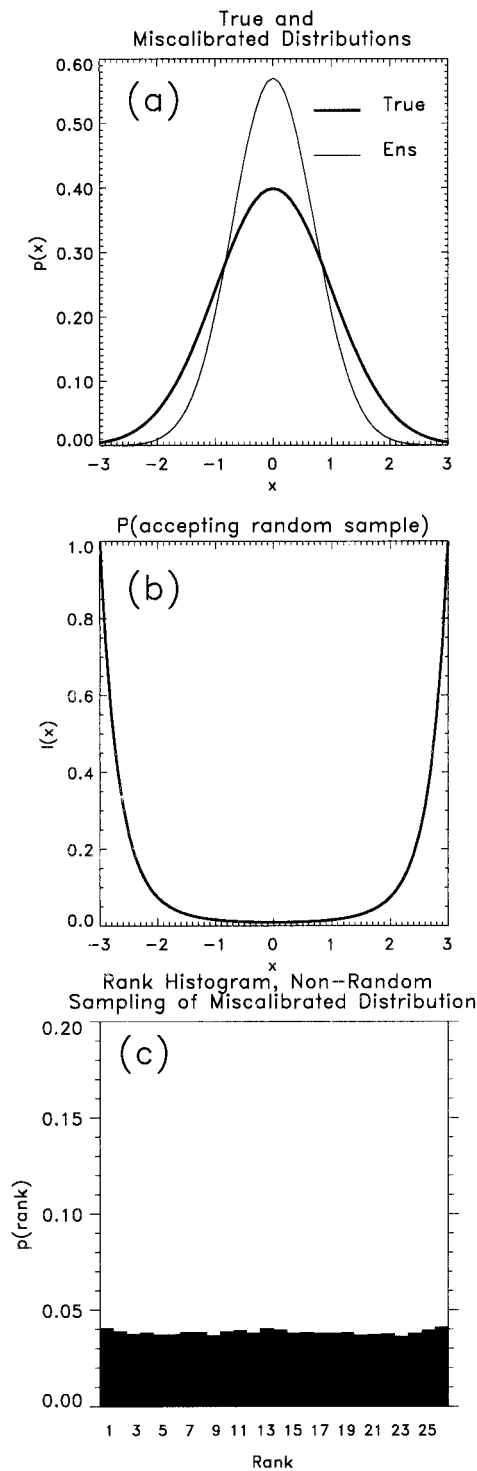 True and
Miscalibrated Distributions
(a)
True
Ens
0.60
0.50
0.40
0.30
0.20
0.10
0.00
p(x)
-3 -2 -1 0 1 2 3
x
P(accepting random sample)
(b)
1.0
0.8
0.6
0.4
0.2
0.0
I(x)
-3 -2 -1 0 1 2 3
x
Rank Histogram, Non-Random
Sampling of Miscalibrated Distribution
(c)
0.20
0.15
0.10
0.05
0.00
p(rank)
1 3 5 7 9 11 13 15 17 19 21 23 25
Rank